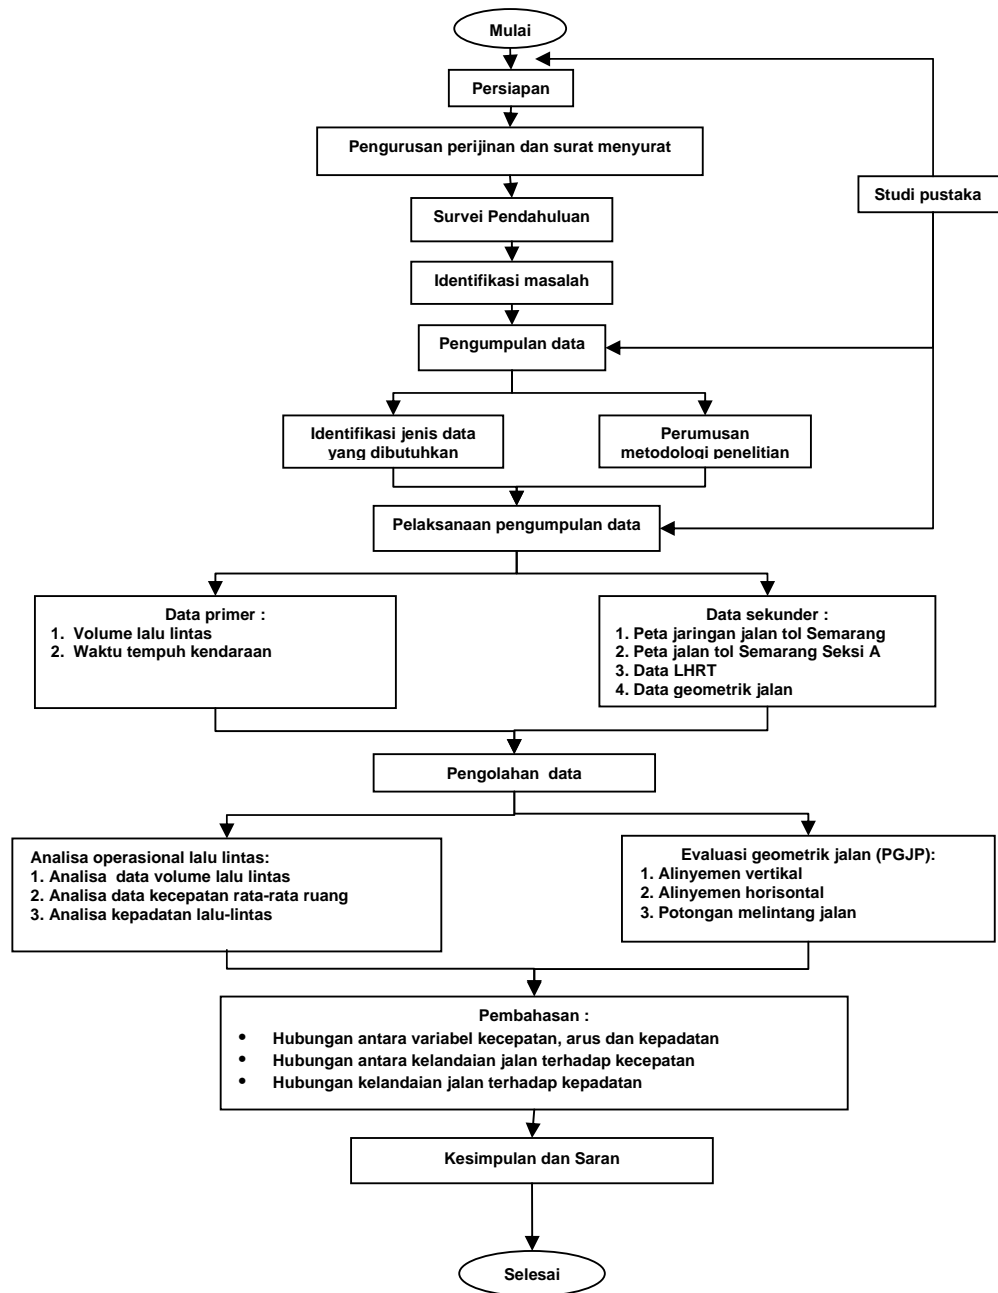 Mulai
Persiapan
Pengurusan perijinan dan surat menyurat
Studi pustaka
Survei Pendahuluan
Identifikasi masalah
Pengumpulan data
Identifikasi jenis data
yang dibutuhkan
Perumusan
metodologi penelitian
Pelaksanaan pengumpulan data
Data primer :
1. Volume lalu lintas
2. Waktu tempuh kendaraan
Data sekunder :
1. Peta jaringan jalan tol Semarang
2. Peta jalan tol Semarang Seksi A
3. Data LHRT
4. Data geometrik jalan
Pengolahan data
Analisa operasional lalu lintas:
1. Analisa data volume lalu lintas
2. Analisa data kecepatan rata-rata ruang
3. Analisa kepadatan lalu-lintas
Evaluasi geometrik jalan (PGJP):
1. Alinyemen vertikal
2. Alinyemen horisontal
3. Potongan melintang jalan
Pembahasan :
• Hubungan antara variabel kecepatan, arus dan kepadatan
• Hubungan antara kelandaian jalan terhadap kecepatan
• Hubungan kelandaian jalan terhadap kepadatan
Kesimpulan dan Saran
Selesai